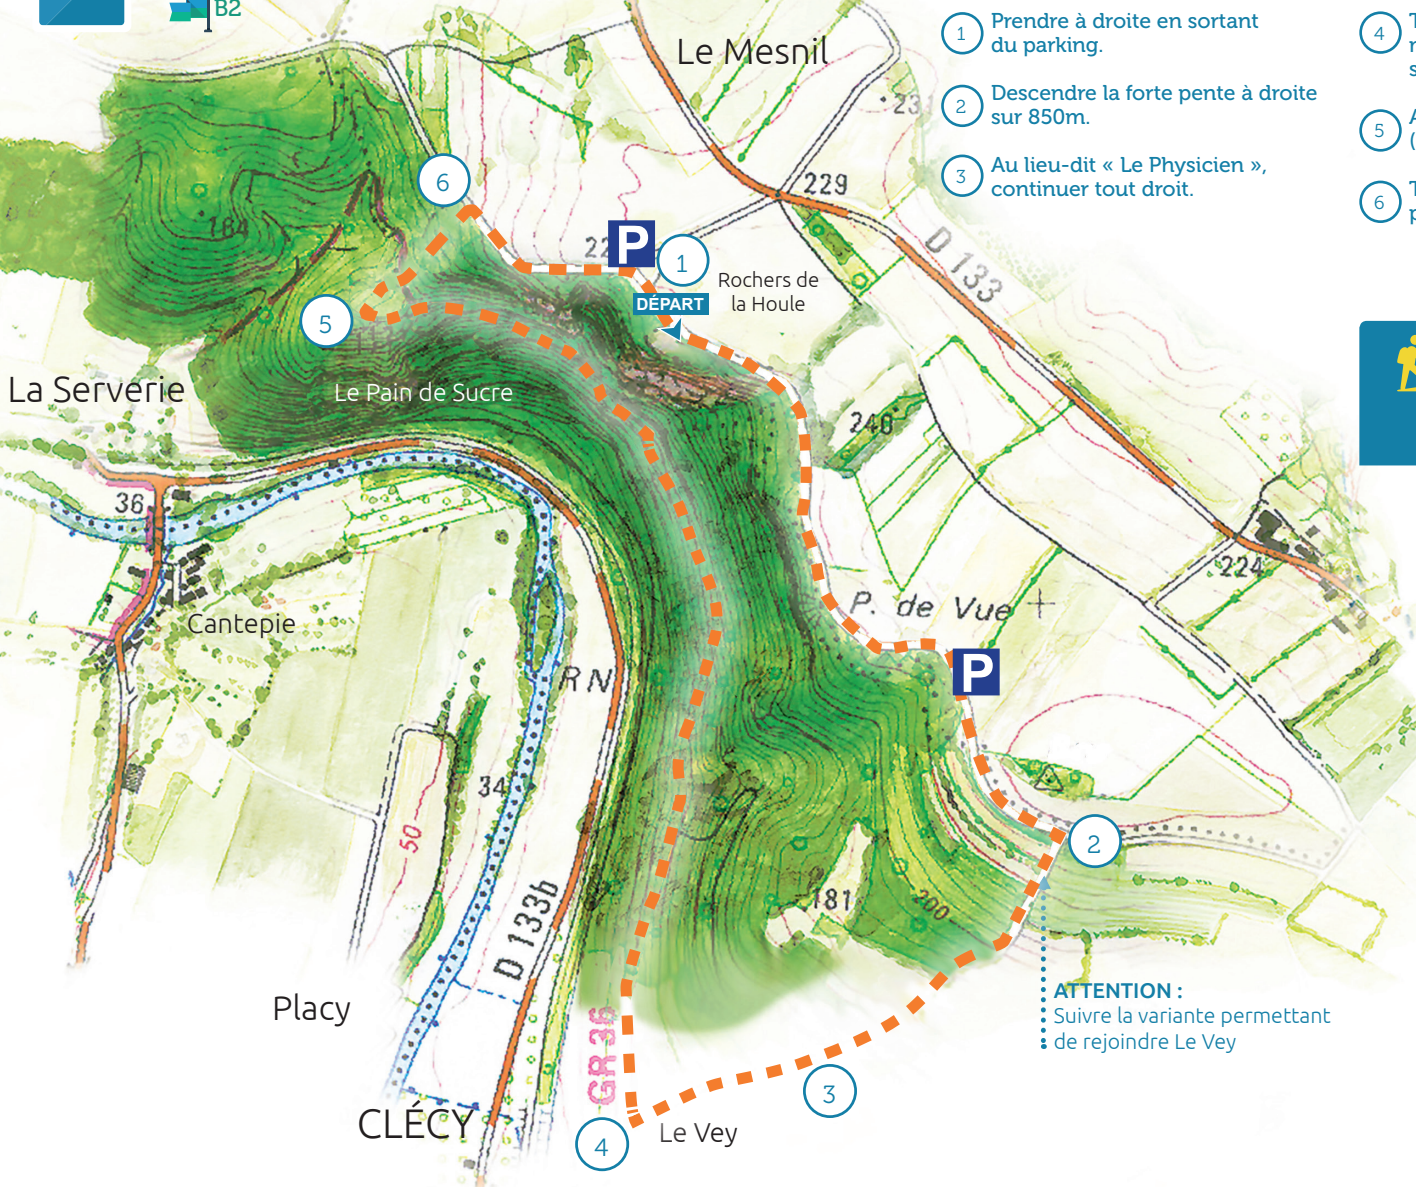 B2
Le Mesnil
1
Prendre à droite en sortant
du parking.
2
Descendre la forte pente à droite
sur 850m.
3
Au lieu-dit « Le Physicien »,
continuer tout droit.
4
5
6
231
229
D 133
6
184
22
P
1
DÉPART
Rochers de
la Houle
5
La Serverie
Le Pain de Sucre
240
36
224
Cantepie
P. de Vue
RN
P
34
50
2
181
200
D 133b
ATTENTION :
Suivre la variante permettant
de rejoindre Le Vey
Placy
GR 36
3
CLÉCY
4
Le Vey